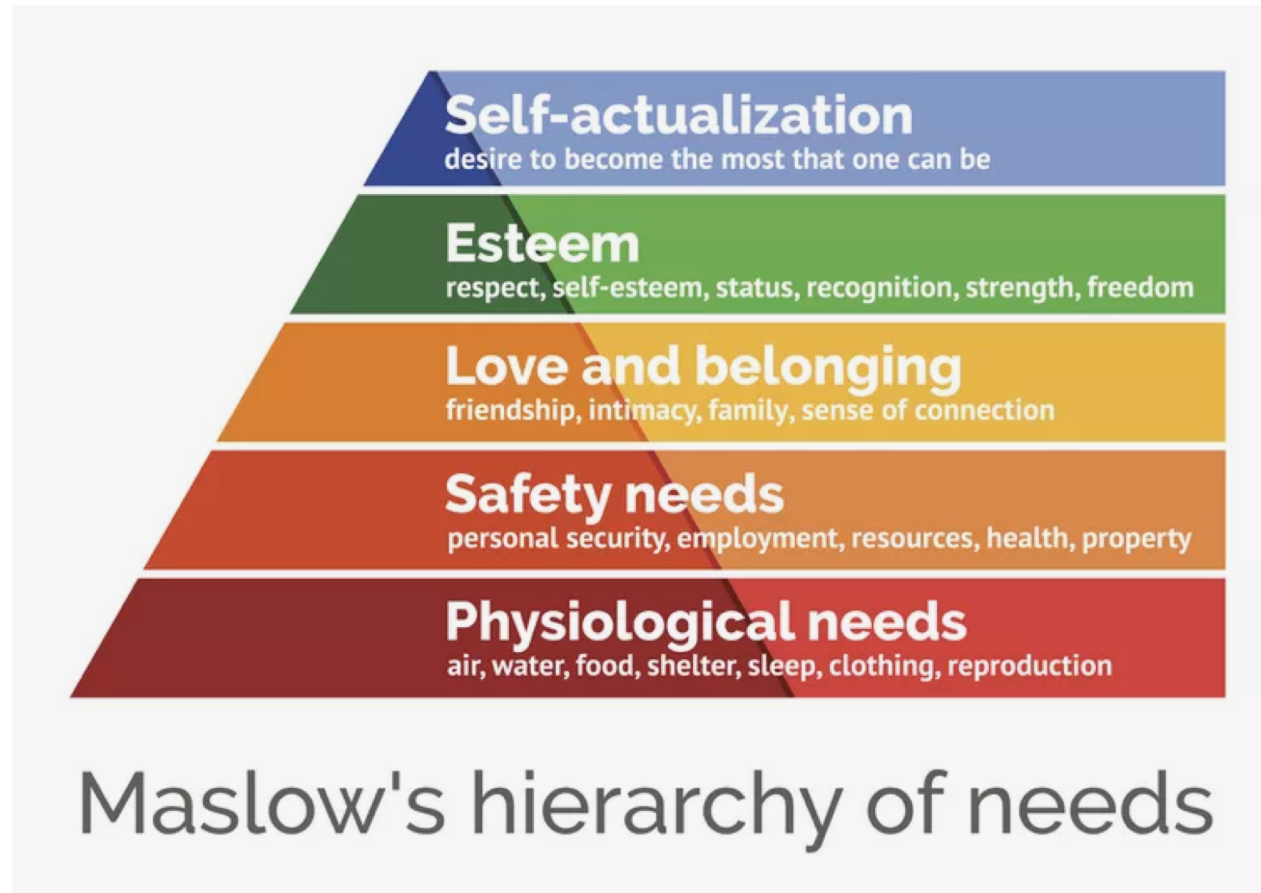 Self-actualization
desire to become the most that one can be
Esteem
respect, self-esteem, status, recognition, strength, freedom
Love and belonging
friendship, intimacy, family, sense of connection
Safety needs
personal security, employment, resources, health, property
Physiological needs
air, water, food, shelter, sleep, clothing, reproduction
Maslow's hierarchy of needs